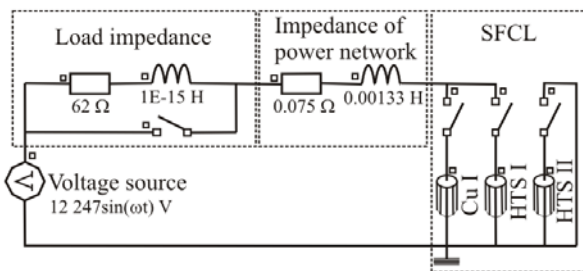 Load impedance
62 Ω
1E-15 H
Impedance of
power network
0.075 Ω
0.00133 H
SFCL
Cu I
HTS I
HTS II
Voltage source
12 247sin(ωt) V